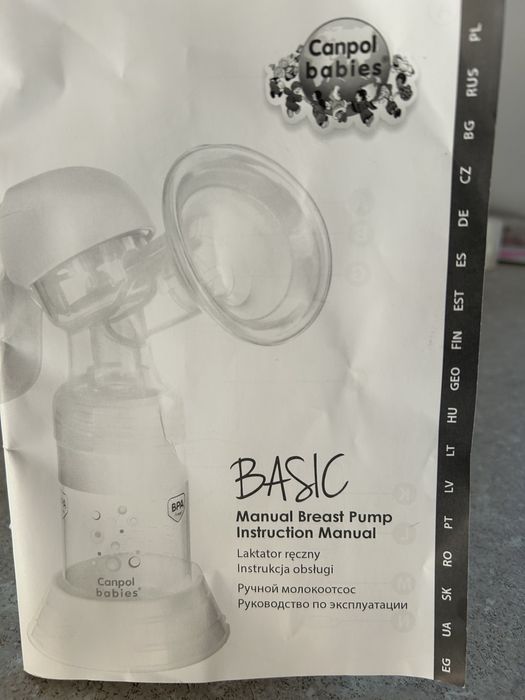 Canpol
babies
BASIC
Manual Breast Pump
Instruction Manual
Laktator ręczny
Instrukcja obsługi
Ручной молокоотсос
Руководство по эксплуатации
BPA
Canpol
babies
EG UA SK RO PT LV LT HU GEO FIN EST ES DE CZ BG RUS PL